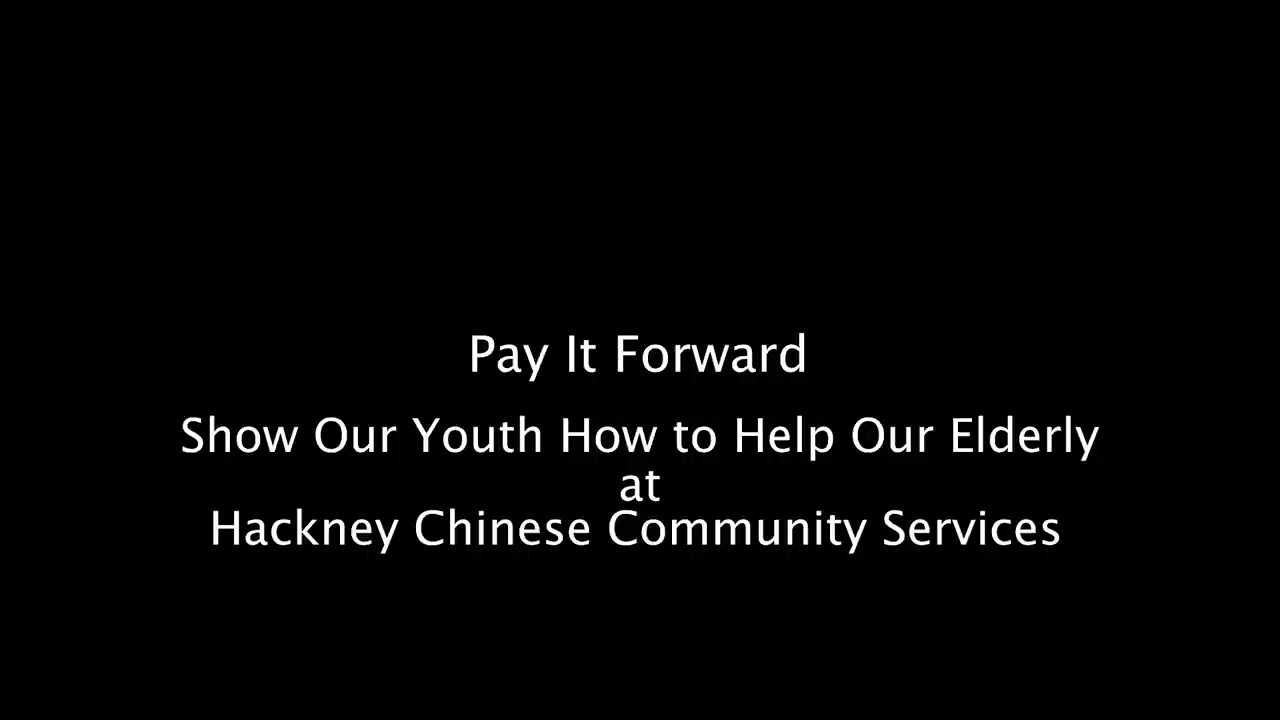 Pay It Forward
Show Our Youth How to Help Our Elderly
at
Hackney Chinese Community Services